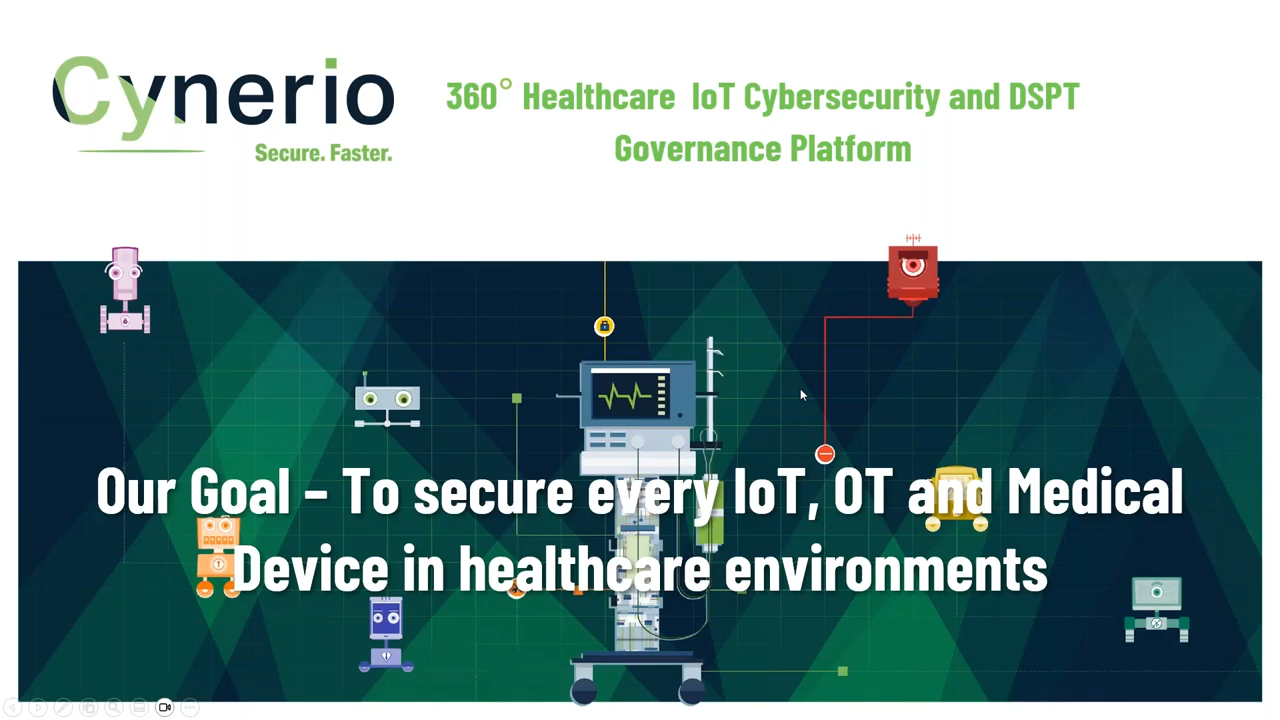 Cynerio
Secure. Faster.
360° Healthcare IoT Cybersecurity and DSPT
Governance Platform
Our Goal – To secure every IoT, OT and Medical
Device in healthcare environments